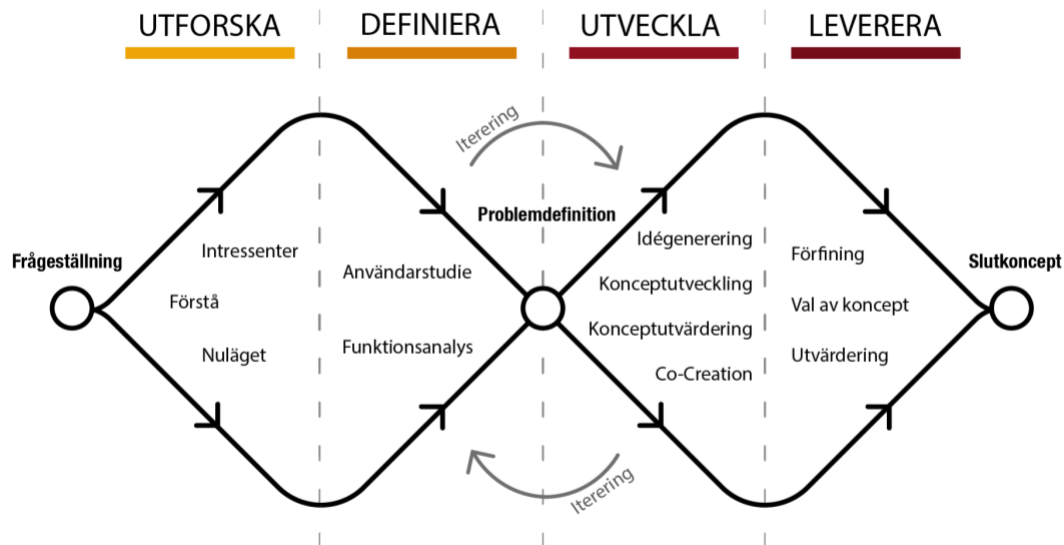 UTFORSKA
DEFINIERA
UTVECKLA
LEVERERA
Iterering
Frågeställning
Intressenter
Förstå
Nuläget
Användarstudie
Funktionsanalys
Problemdefinition
Idégenerering
Konceptutveckling
Konceptutvärdering
Co-Creation
Förfining
Val av koncept
Utvärdering
Slutkoncept
Iterering